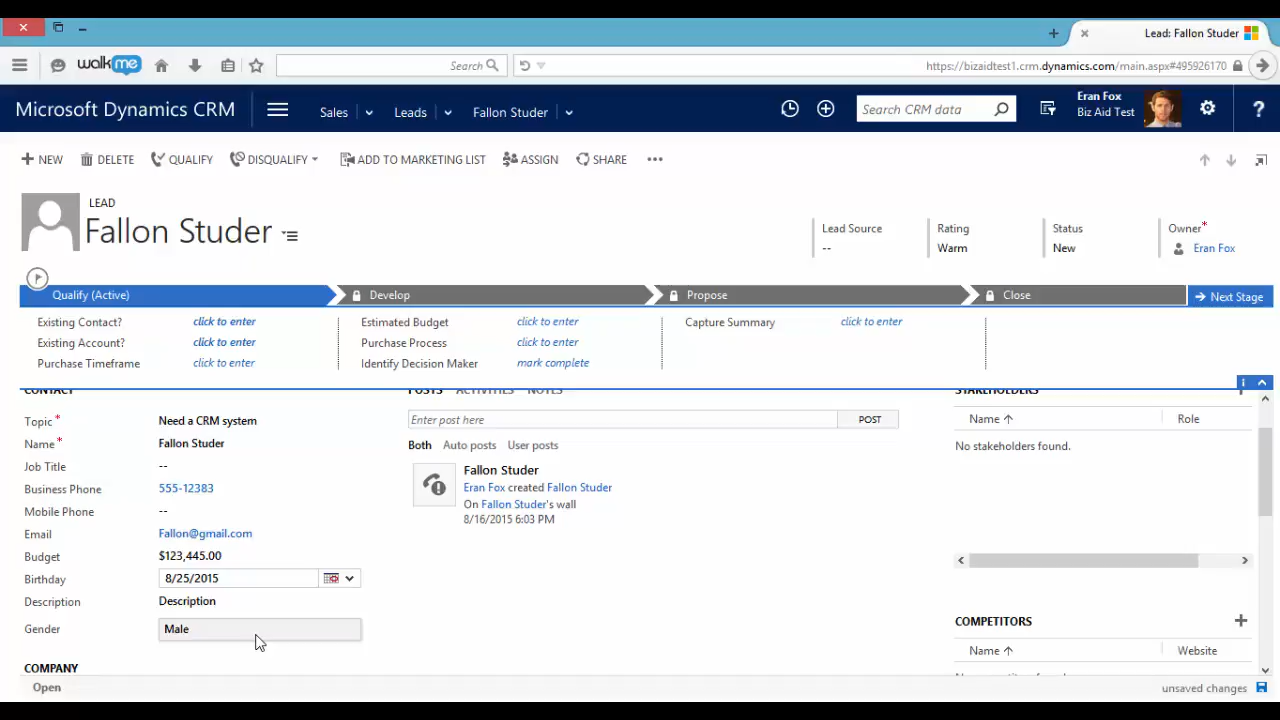 Lead: Fallon Studer
walkme
Search
https://bizaidtest1.crm.dynamics.com/main.aspx#495926170
Microsoft Dynamics CRM
Sales
Leads
Fallon Studer
Search CRM data
Eran Fox
Biz Aid Test
?
NEW
DELETE
QUALIFY
DISQUALIFY
ADD TO MARKETING LIST
ASSIGN
SHARE
LEAD
Fallon Studer
Lead Source
--
Rating
Warm
Status
New
Owner*
Eran Fox
Qualify (Active)
Develop
Propose
Close
Next Stage
Existing Contact? click to enter
Existing Account? click to enter
Purchase Timeframe click to enter
Estimated Budget click to enter
Purchase Process click to enter
Identify Decision Maker mark complete
Capture Summary click to enter
CONTACT
Topic* Need a CRM system
Name* Fallon Studer
Job Title --
Business Phone 555-12383
Mobile Phone --
Email Fallon@gmail.com
Budget $123,445.00
Birthday 8/25/2015
Description Description
Gender Male
COMPANY
POSTS ACTIVITIES NOTES
Enter post here POST
Both Auto posts User posts
Fallon Studer
Eran Fox created Fallon Studer
On Fallon Studer's wall
8/16/2015 6:03 PM
STAKEHOLDERS
Name Role
No stakeholders found.
COMPETITORS
Name Website
Open
unsaved changes